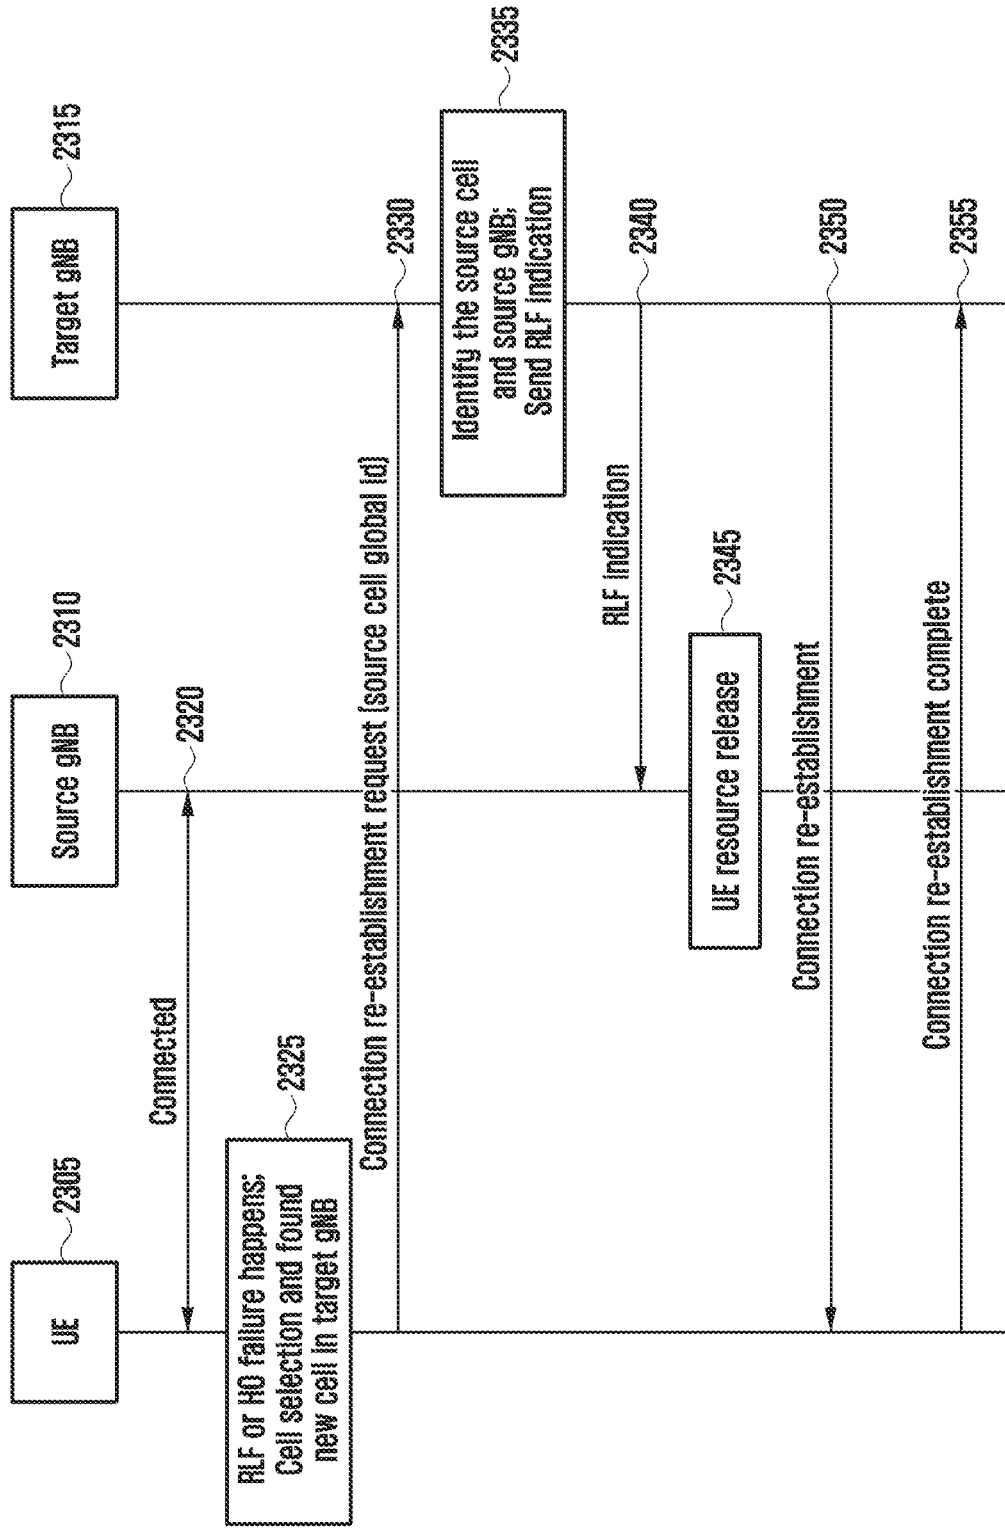 UE
2305
Source gNB
2310
Target gNB
2315
Connected
2320
RLF or HO failure happens;
Cell selection and found
new cell in target gNB
2325
Connection re-establishment request (source cell global id)
2330
Identify the source cell
and source gNB;
Send RLF indication
2335
RLF indication
2340
UE resource release
2345
Connection re-establishment
2350
Connection re-establishment complete
2355